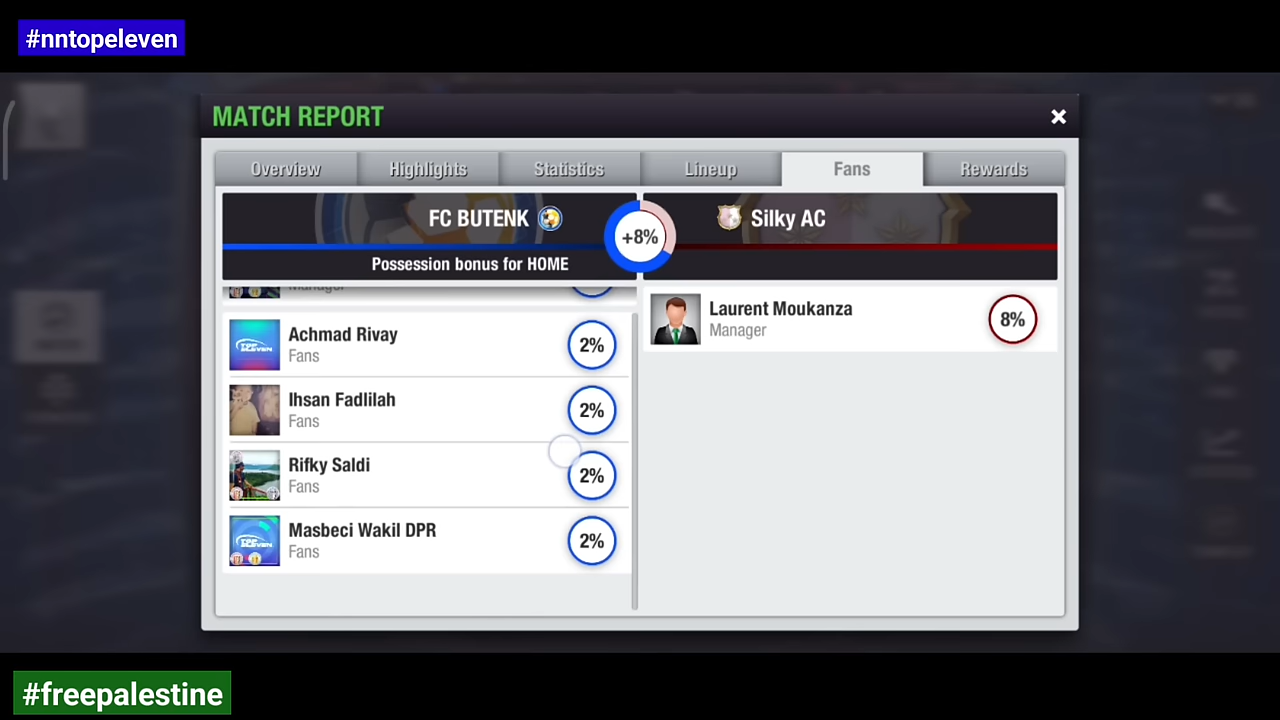 #nntopeleven
MATCH REPORT
Overview
Highlights
Statistics
Lineup
Fans
Rewards
FC BUTENK
+8%
Silky AC
Possession bonus for HOME
Manager
Achmad Rivay
Fans
2%
Ihsan Fadlilah
Fans
2%
Rifky Saldi
Fans
2%
Masbeci Wakil DPR
Fans
2%
Laurent Moukanza
Manager
8%
#freepalestine